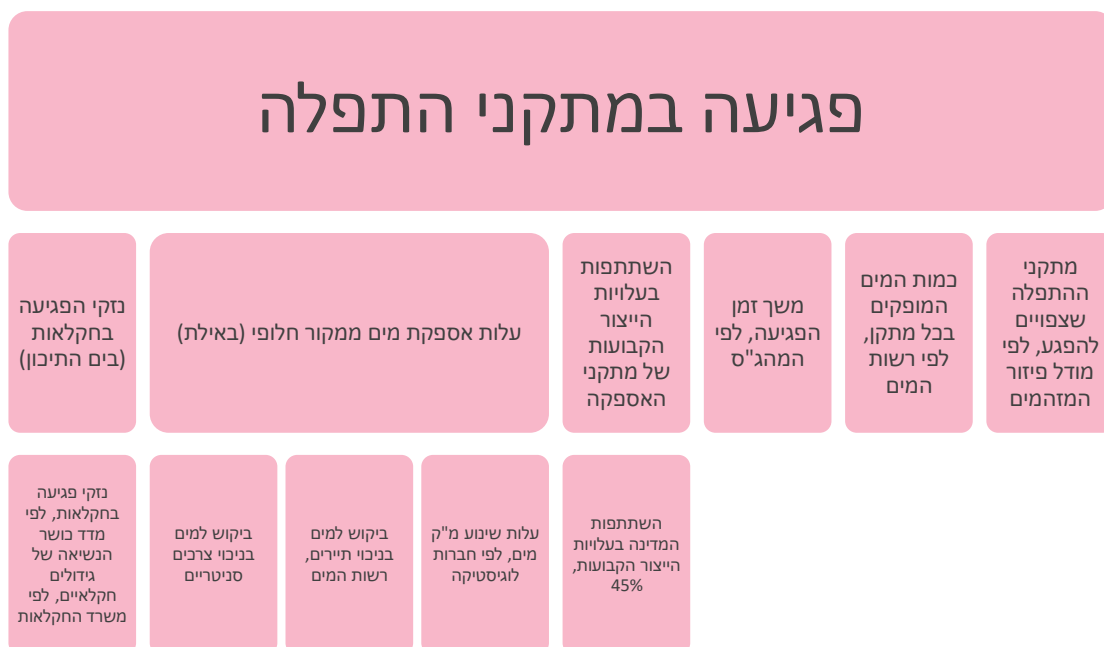 פגיעה במתקני התפלה
מתקני
ההתפלה
שצפויים
להפגע, לפי
מודל פיזור
המזהמים
כמות המים
המופקים
בכל מתקן,
לפי רשות
המים
משך זמן
הפגיעה, לפי
המהג"ס
השתתפות
בעלויות
הייצור
הקבועות
של מתקני
האספקה
עלות אספקת מים ממקור חלופי (באילת)
נזקי הפגיעה
בחקלאות
(בים התיכון)
השתתפות
המדינה בעלויות
הייצור הקבועות,
45%
עלות שינוע מ"ק
מים, לפי חברות
לוגיסטיקה
ביקוש למים
בניכוי תיירים,
רשות המים
ביקוש למים
בניכוי צרכים
סניטריים
נזקי פגיעה
בחקלאות, לפי
מדד כושר
הנשיאה של
גידולים
חקלאיים, לפי
משרד החקלאות